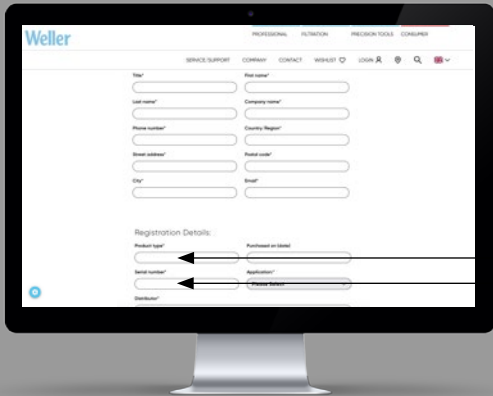 Weller
PROFESSIONAL FILTRATION PRECISION TOOLS CONSUMER
SERVICE/SUPPORT COMPANY CONTACT WISHLIST LOGIN
Title* First name*
Last name* Company name*
Phone number* Country/Region*
Street address* Postal code*
City* Email*
Registration Details:
Product type* Purchased on (date)
Serial number* Application:*
Please Select
Distributor*